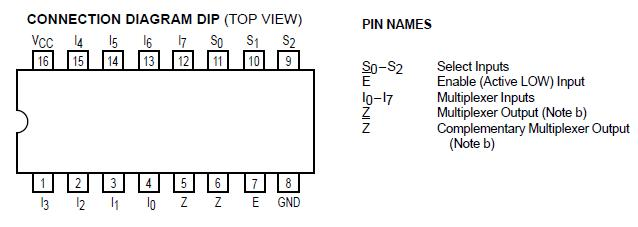 CONNECTION DIAGRAM DIP (TOP VIEW)
VCC I4 I5 I6 I7 S0 S1 S2
16 15 14 13 12 11 10 9
1 2 3 4 5 6 7 8
I3 I2 I1 I0 Z Z E GND
PIN NAMES
S0–S2 Select Inputs
E Enable (Active LOW) Input
I0–I7 Multiplexer Inputs
Z Multiplexer Output (Note b)
Z Complementary Multiplexer Output
(Note b)